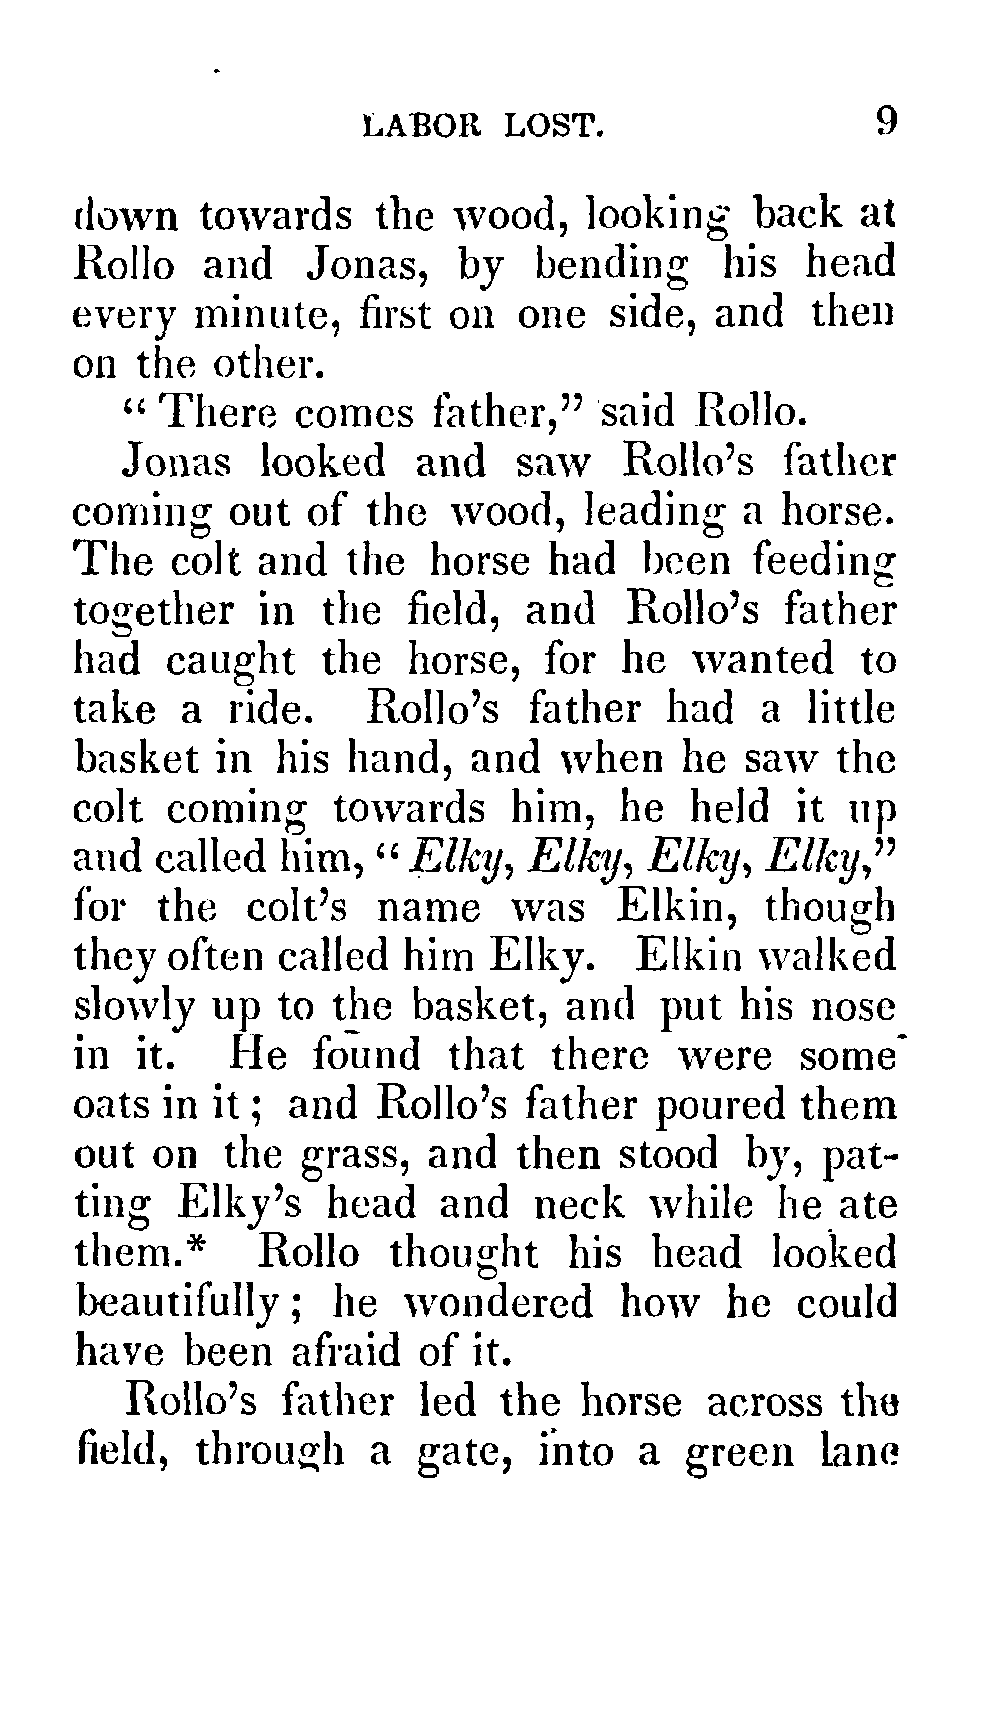 LABOR LOST. 9
down towards the wood, looking back at
Rollo and Jonas, by bending his head
every minute, first on one side, and then
on the other.
“ There comes father,” said Rollo.
Jonas looked and saw Rollo’s father
coming out of the wood, leading a horse.
The colt and the horse had been feeding
together in the field, and Rollo’s father
had caught the horse, for he wanted to
take a ride. Rollo’s father had a little
basket in his hand, and when he saw the
colt coming towards him, he held it up
and called him, “ Elky, Elky, Elky, Elky,”
for the colt’s name was Elkin, though
they often called him Elky. Elkin walked
slowly up to the basket, and put his nose
in it. He found that there were some
oats in it ; and Rollo’s father poured them
out on the grass, and then stood by, pat-
ting Elky’s head and neck while he ate
them.* Rollo thought his head looked
beautifully ; he wondered how he could
have been afraid of it.
Rollo’s father led the horse across the
field, through a gate, into a green lane